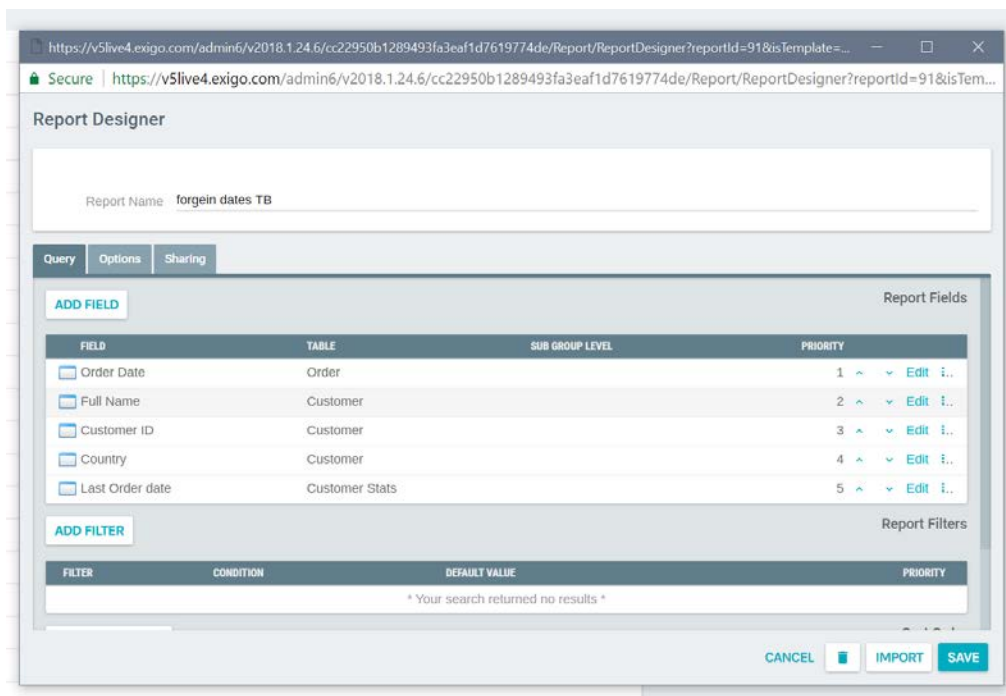 https://v5live4.exigo.com/admin6/v2018.1.24.6/cc22950b1289493fa3eaf1d7619774de/Report/ReportDesigner?reportId=91&isTemplate=...
Secure | https://v5live4.exigo.com/admin6/v2018.1.24.6/cc22950b1289493fa3eaf1d7619774de/Report/ReportDesigner?reportId=91&isTem...
Report Designer
Report Name forgein dates TB
Query Options Sharing
ADD FIELD Report Fields
FIELD TABLE SUB GROUP LEVEL PRIORITY
Order Date Order 1 Edit
Full Name Customer 2 Edit
Customer ID Customer 3 Edit
Country Customer 4 Edit
Last Order date Customer Stats 5 Edit
ADD FILTER Report Filters
FILTER CONDITION DEFAULT VALUE PRIORITY
* Your search returned no results *
CANCEL IMPORT SAVE